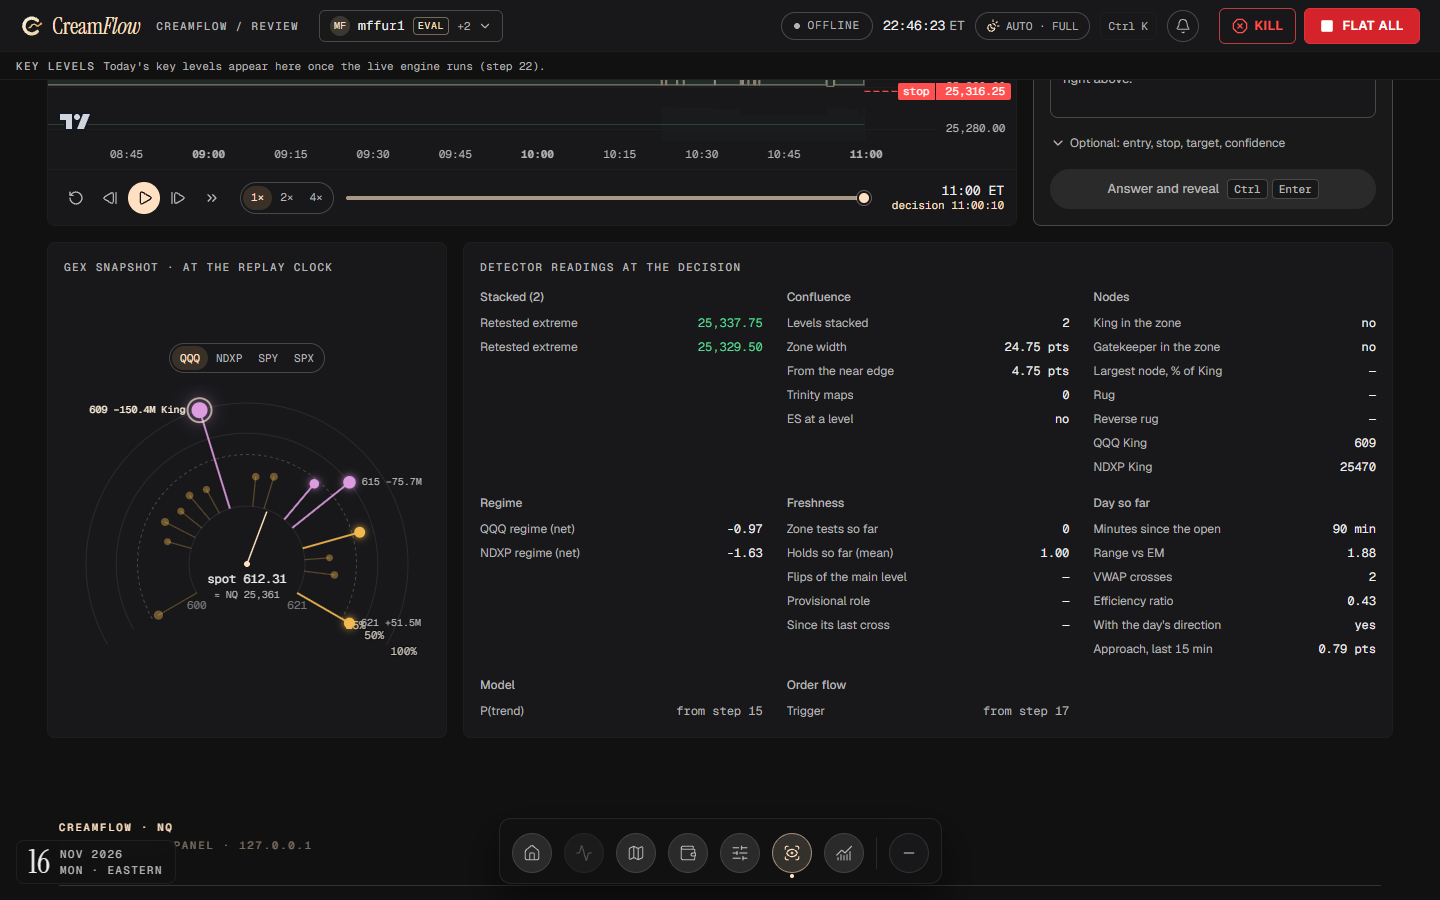 CreamFlow CREAMFLOW / REVIEW MF mffur1 EVAL +2 OFFLINE 22:46:23 ET AUTO · FULL Ctrl K KILL FLAT ALL
KEY LEVELS Today's key levels appear here once the live engine runs (step 22).
right above.
stop 25,316.25
25,280.00
Optional: entry, stop, target, confidence
08:45 09:00 09:15 09:30 09:45 10:00 10:15 10:30 10:45 11:00
1× 2× 4×
11:00 ET
decision 11:00:10
Answer and reveal Ctrl Enter
GEX SNAPSHOT · AT THE REPLAY CLOCK
QQQ NDXP SPY SPX
609 −150.4M King
615 −75.7M
spot 612.31
≈ NQ 25,361
600 621
621 +51.5M
50%
100%
DETECTOR READINGS AT THE DECISION
Stacked (2)
Retested extreme 25,337.75
Retested extreme 25,329.50
Confluence
Levels stacked 2
Zone width 24.75 pts
From the near edge 4.75 pts
Trinity maps 0
ES at a level no
Nodes
King in the zone no
Gatekeeper in the zone no
Largest node, % of King —
Rug —
Reverse rug —
QQQ King 609
NDXP King 25470
Regime
QQQ regime (net) −0.97
NDXP regime (net) −1.63
Freshness
Zone tests so far 0
Holds so far (mean) 1.00
Flips of the main level —
Provisional role —
Since its last cross —
Day so far
Minutes since the open 90 min
Range vs EM 1.88
VWAP crosses 2
Efficiency ratio 0.43
With the day's direction yes
Approach, last 15 min 0.79 pts
Model
P(trend) from step 15
Order flow
Trigger from step 17
CREAMFLOW · NQ
PANEL · 127.0.0.1
16 NOV 2026
MON · EASTERN